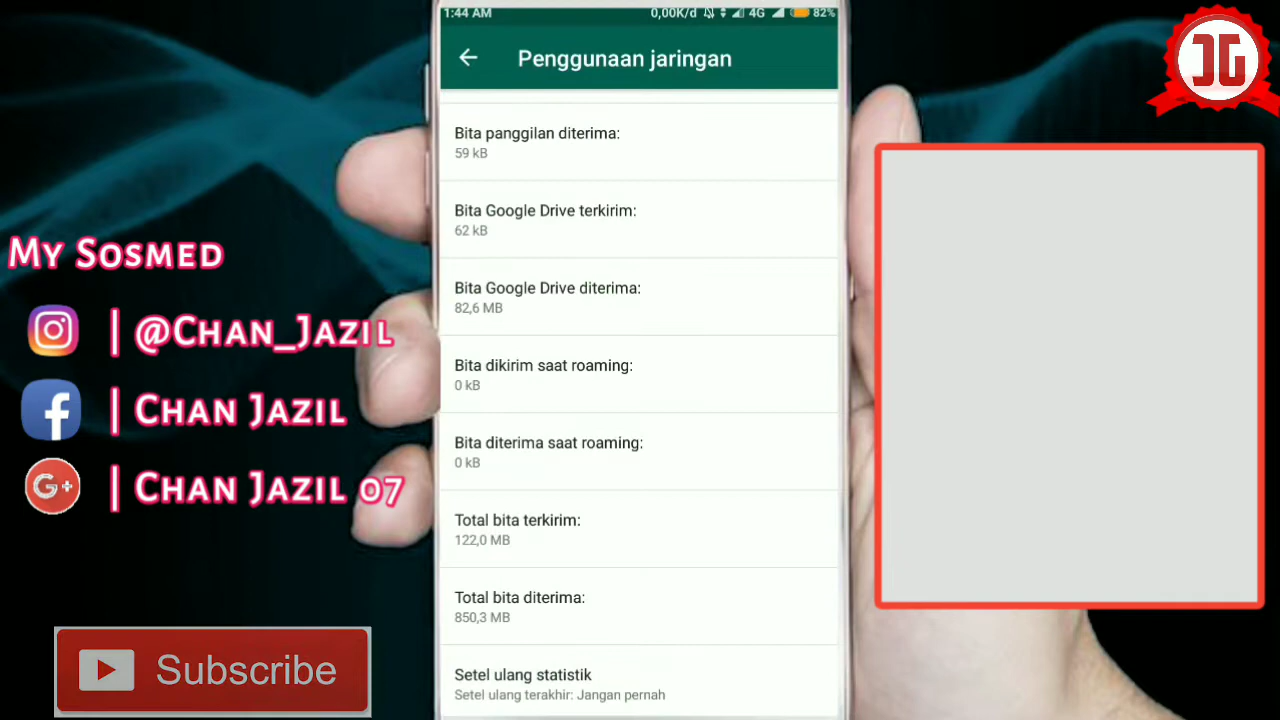 1:44 AM
0,00K/d
4G
82%
Penggunaan jaringan
Bita panggilan diterima:
59 kB
Bita Google Drive terkirim:
62 kB
Bita Google Drive diterima:
82,6 MB
Bita dikirim saat roaming:
0 kB
Bita diterima saat roaming:
0 kB
Total bita terkirim:
122,0 MB
Total bita diterima:
850,3 MB
Setel ulang statistik
Setel ulang terakhir: Jangan pernah
My Sosmed
| @Chan_Jazil
f | Chan Jazil
G+ | Chan Jazil 07
Subscribe
JG